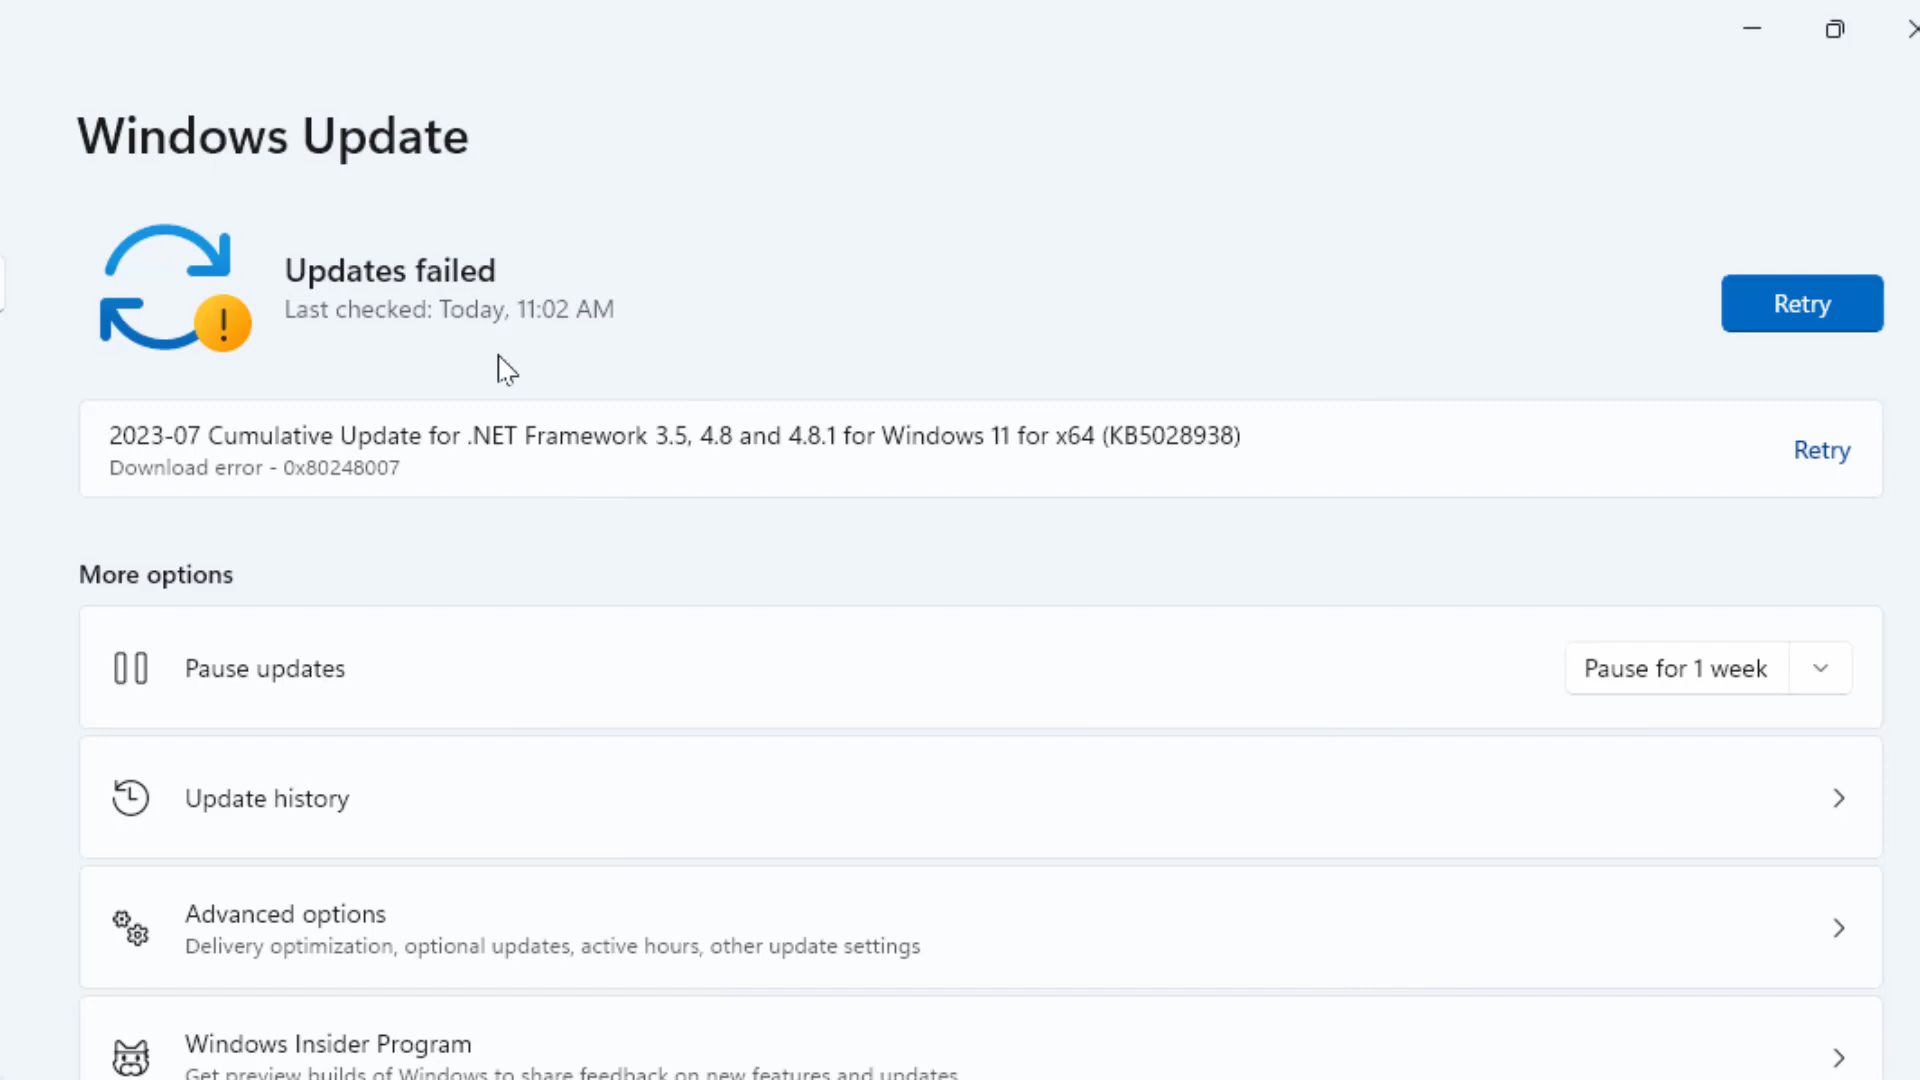 Windows Update
Updates failed
Last checked: Today, 11:02 AM
Retry
2023-07 Cumulative Update for .NET Framework 3.5, 4.8 and 4.8.1 for Windows 11 for x64 (KB5028938)
Download error - 0x80248007
Retry
More options
Pause updates
Pause for 1 week
Update history
Advanced options
Delivery optimization, optional updates, active hours, other update settings
Windows Insider Program
Get preview builds of Windows to share feedback on new features and updates